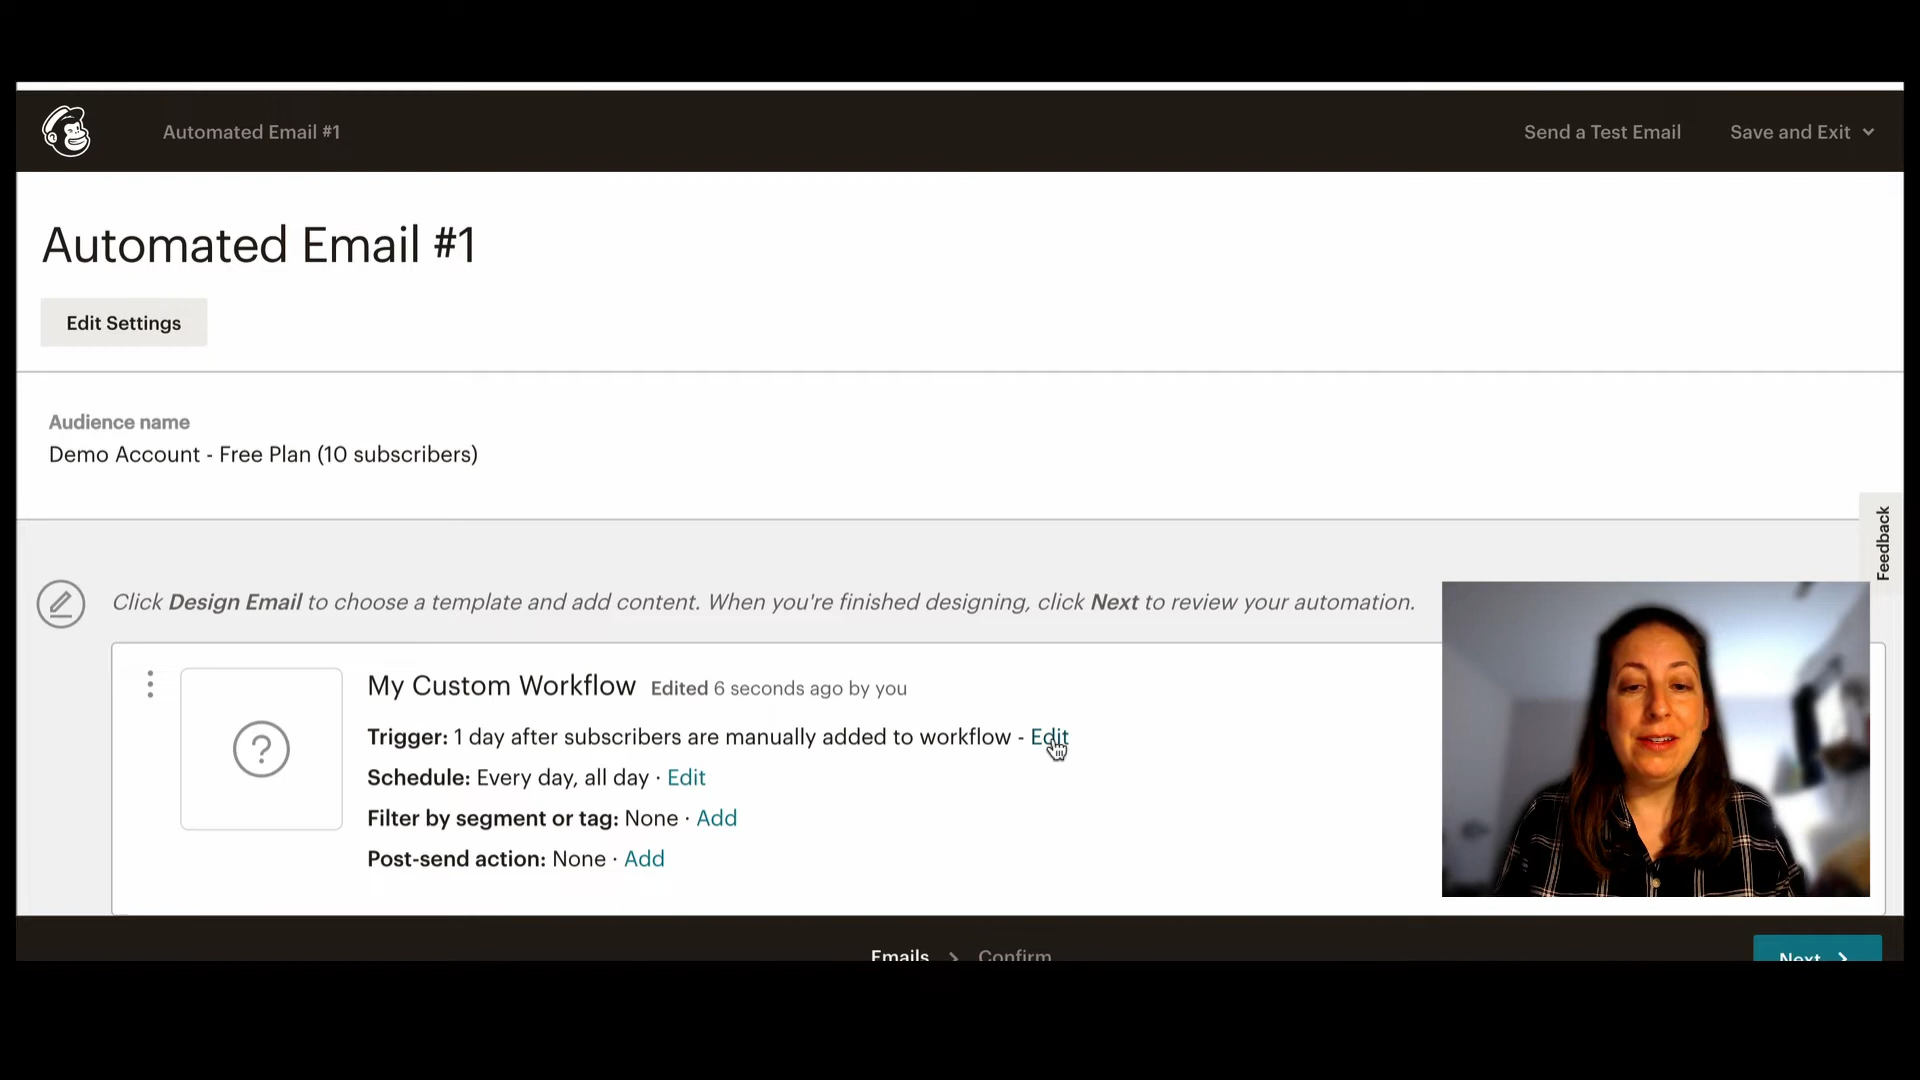 Automated Email #1
Send a Test Email
Save and Exit
Automated Email #1
Edit Settings
Audience name
Demo Account - Free Plan (10 subscribers)
Feedback
Click Design Email to choose a template and add content. When you're finished designing, click Next to review your automation.
My Custom Workflow Edited 6 seconds ago by you
Trigger: 1 day after subscribers are manually added to workflow - Edit
Schedule: Every day, all day · Edit
Filter by segment or tag: None · Add
Post-send action: None · Add
Emails > Confirm
Next >